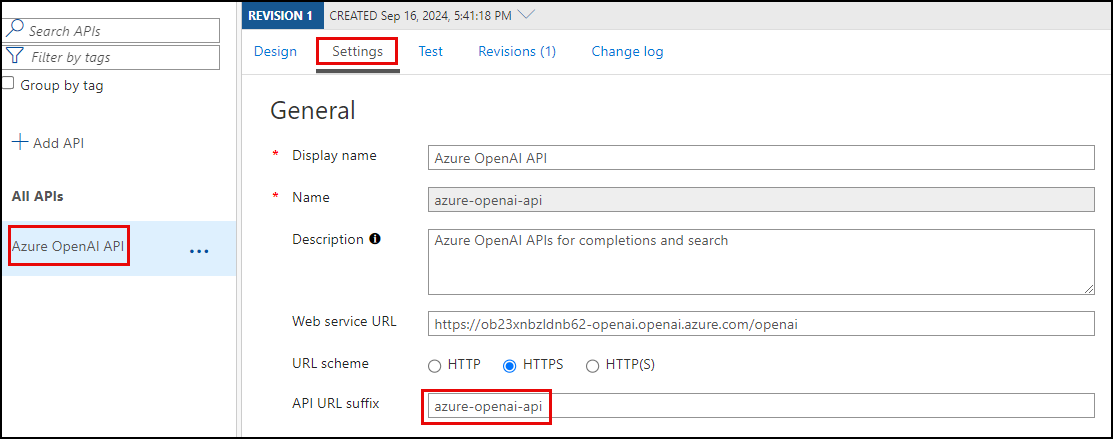 Search APIs
Filter by tags
Group by tag
Add API
All APIs
Azure OpenAI API
...
REVISION 1 CREATED Sep 16, 2024, 5:41:18 PM
Design Settings Test Revisions (1) Change log
General
* Display name Azure OpenAI API
* Name azure-openai-api
Description Azure OpenAI APIs for completions and search
Web service URL https://ob23xnbzldnb62-openai.openai.azure.com/openai
URL scheme HTTP HTTPS HTTP(S)
API URL suffix azure-openai-api